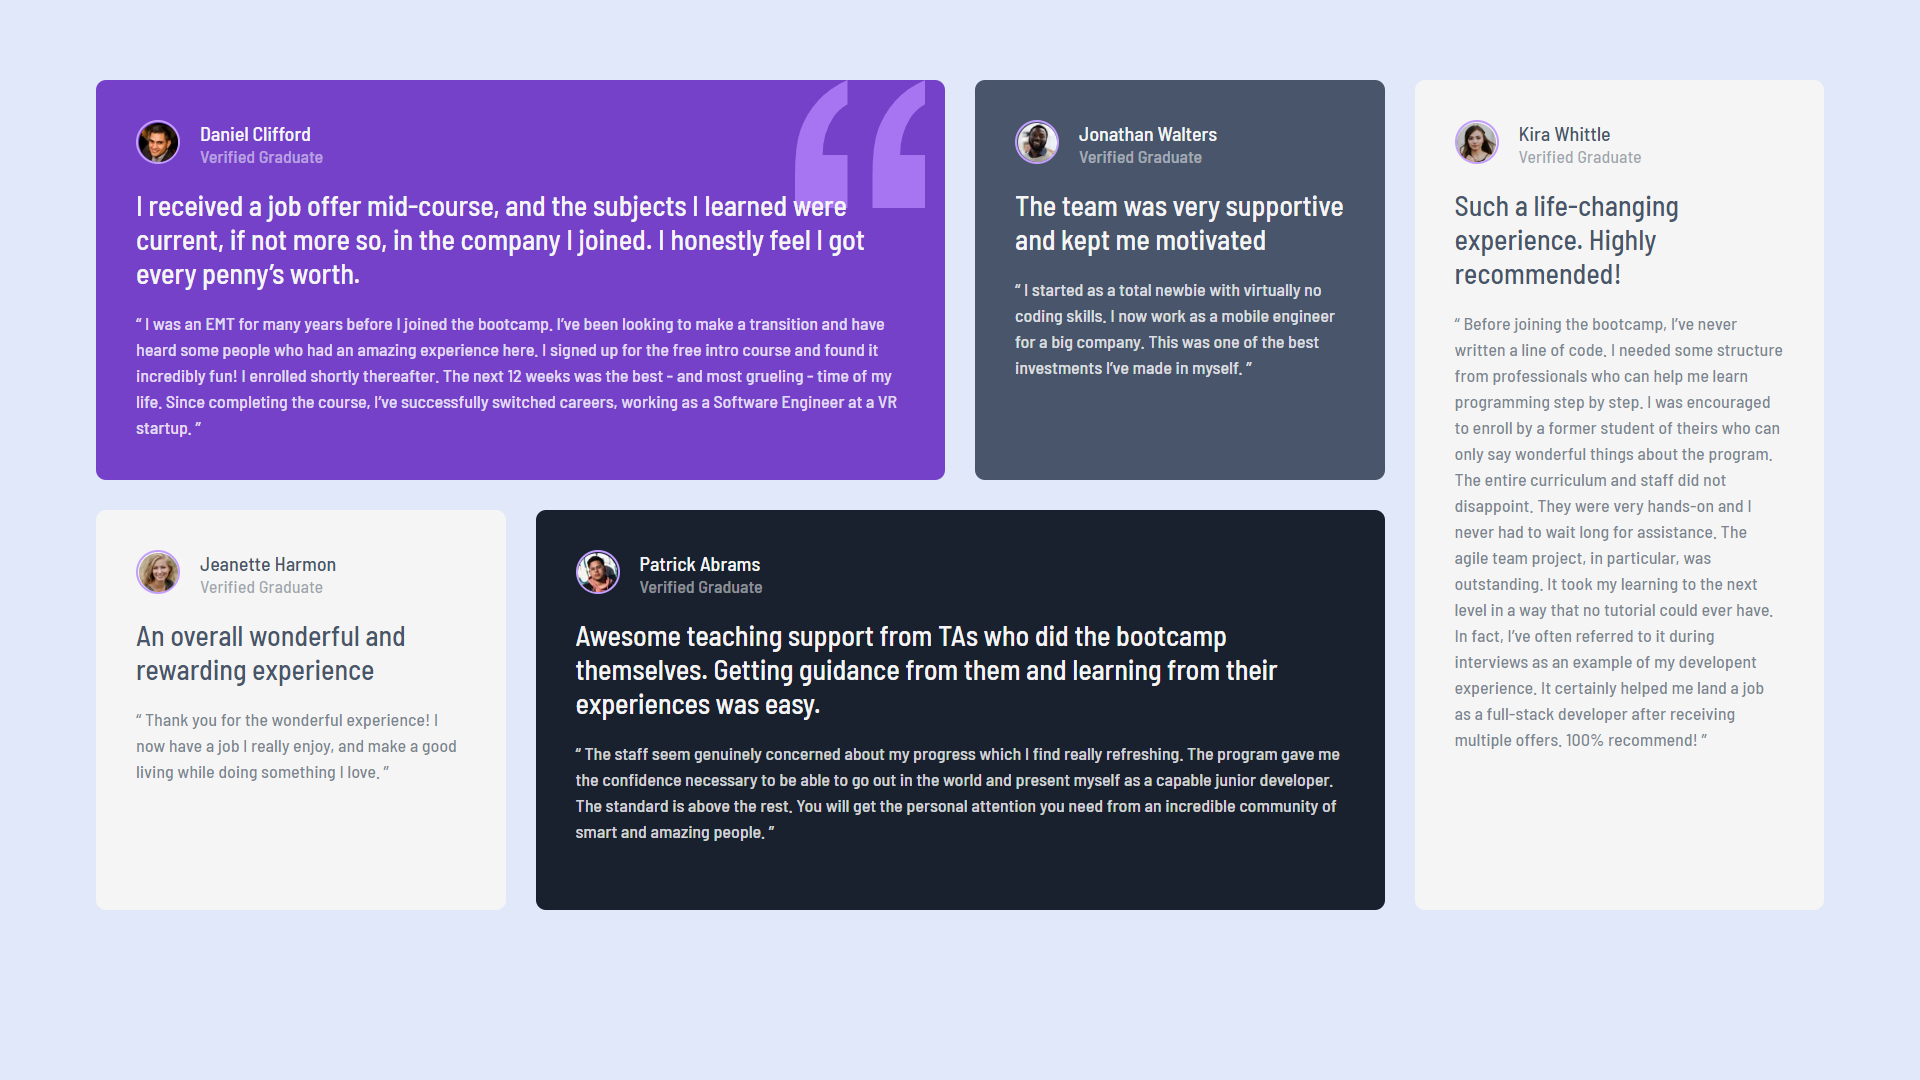 Daniel Clifford
Verified Graduate
I received a job offer mid-course, and the subjects I learned were
current, if not more so, in the company I joined. I honestly feel I got
every penny’s worth.
“ I was an EMT for many years before I joined the bootcamp. I’ve been looking to make a transition and have
heard some people who had an amazing experience here. I signed up for the free intro course and found it
incredibly fun! I enrolled shortly thereafter. The next 12 weeks was the best - and most grueling - time of my
life. Since completing the course, I’ve successfully switched careers, working as a Software Engineer at a VR
startup. ”
Jonathan Walters
Verified Graduate
The team was very supportive
and kept me motivated
“ I started as a total newbie with virtually no
coding skills. I now work as a mobile engineer
for a big company. This was one of the best
investments I’ve made in myself. ”
Kira Whittle
Verified Graduate
Such a life-changing
experience. Highly
recommended!
“ Before joining the bootcamp, I’ve never
written a line of code. I needed some structure
from professionals who can help me learn
programming step by step. I was encouraged
to enroll by a former student of theirs who can
only say wonderful things about the program.
The entire curriculum and staff did not
disappoint. They were very hands-on and I
never had to wait long for assistance. The
agile team project, in particular, was
outstanding. It took my learning to the next
level in a way that no tutorial could ever have.
In fact, I’ve often referred to it during
interviews as an example of my developent
experience. It certainly helped me land a job
as a full-stack developer after receiving
multiple offers. 100% recommend! ”
Jeanette Harmon
Verified Graduate
An overall wonderful and
rewarding experience
“ Thank you for the wonderful experience! I
now have a job I really enjoy, and make a good
living while doing something I love. ”
Patrick Abrams
Verified Graduate
Awesome teaching support from TAs who did the bootcamp
themselves. Getting guidance from them and learning from their
experiences was easy.
“ The staff seem genuinely concerned about my progress which I find really refreshing. The program gave me
the confidence necessary to be able to go out in the world and present myself as a capable junior developer.
The standard is above the rest. You will get the personal attention you need from an incredible community of
smart and amazing people. ”